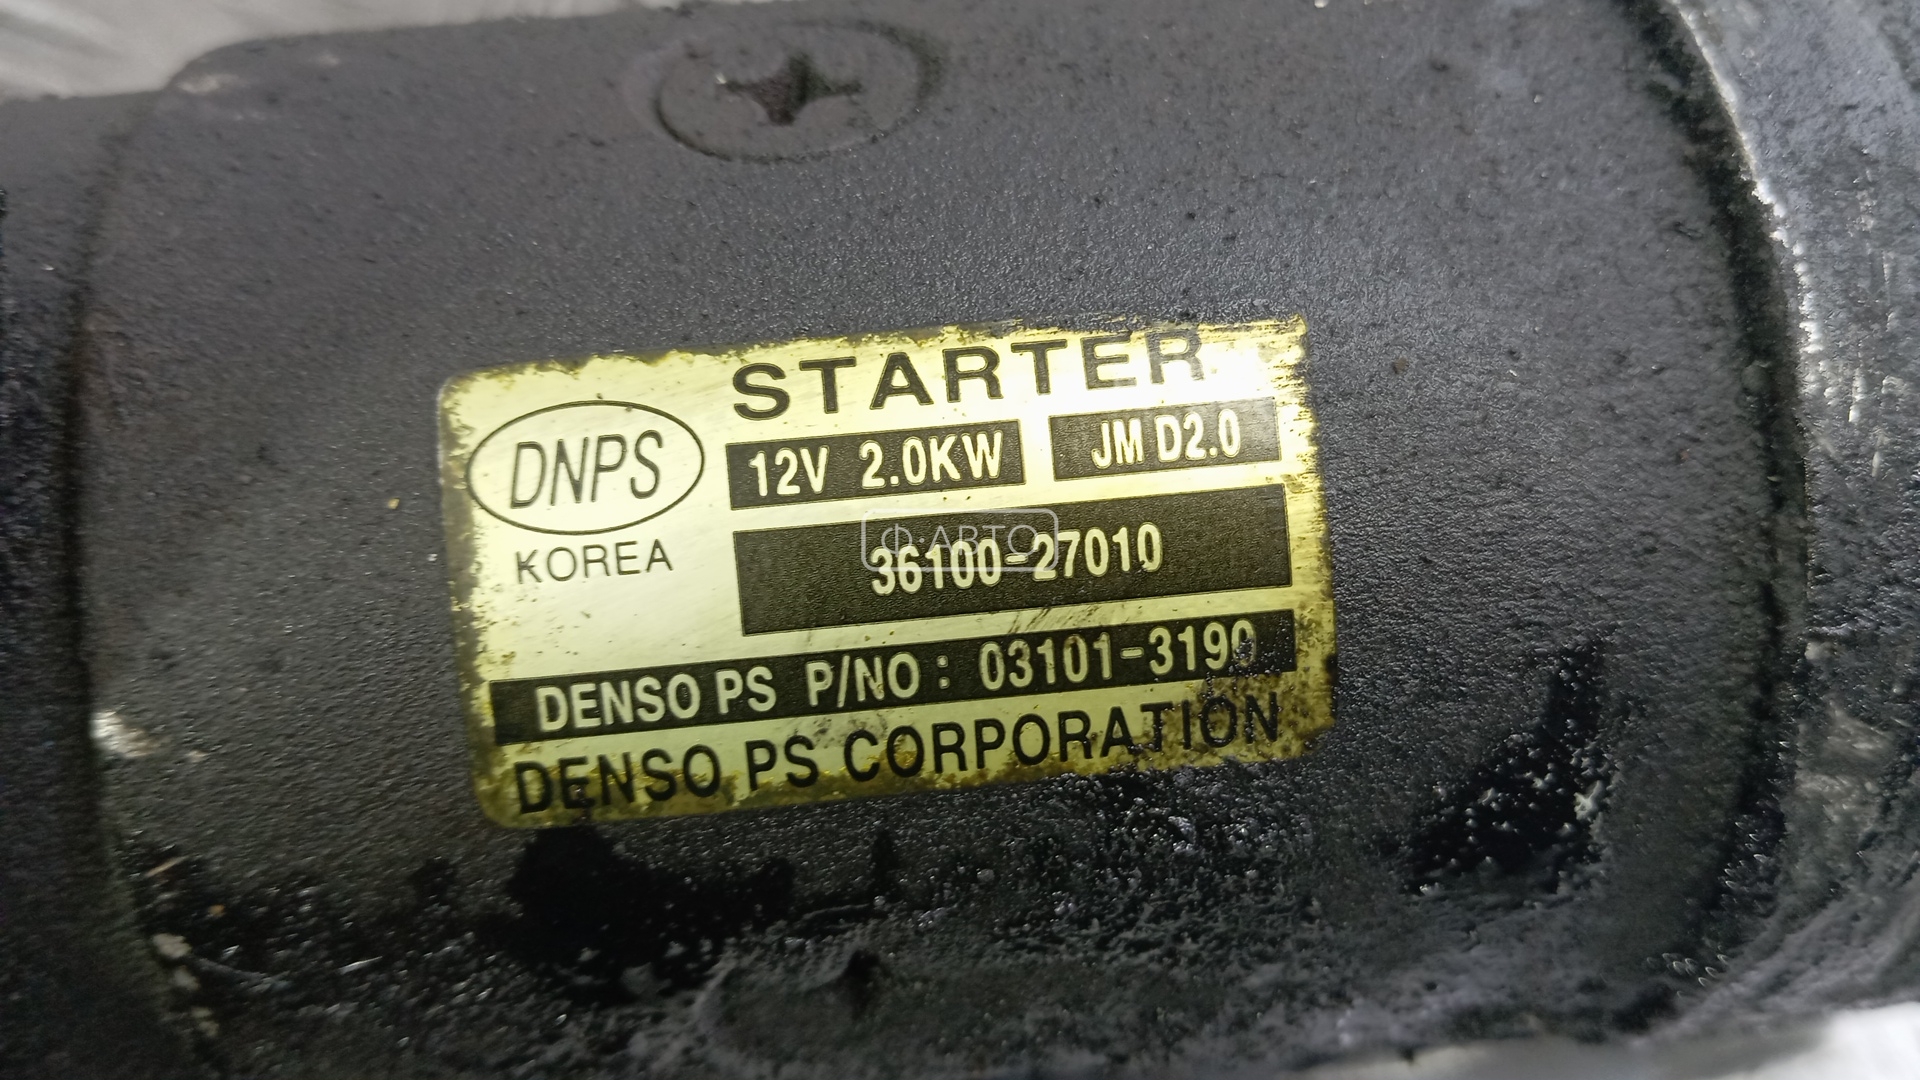 STARTER
DNPS
12V 2.0KW
JM D2.0
KOREA
Ф·АВТО
36100-27010
DENSO PS P/NO : 03101-3190
DENSO PS CORPORATION